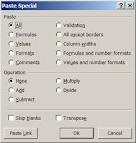 Paste Special
Paste
All
Validation
Formulas
All except borders
Values
Column widths
Formats
Formulas and number formats
Comments
Values and number formats
Operation
None
Multiply
Add
Divide
Subtract
Skip blanks
Transpose
Paste Link
OK
Cancel